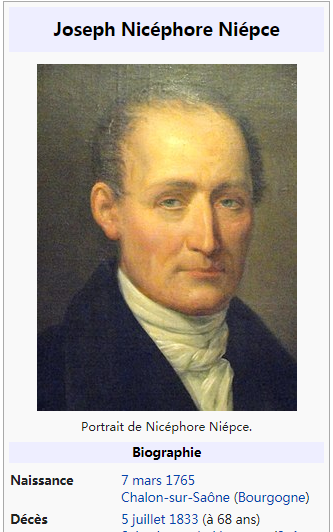 Joseph Nicéphore Niépce
Portrait de Nicéphore Niépce.
Biographie
Naissance 7 mars 1765
Chalon-sur-Saône (Bourgogne)
Décès 5 juillet 1833 (à 68 ans)